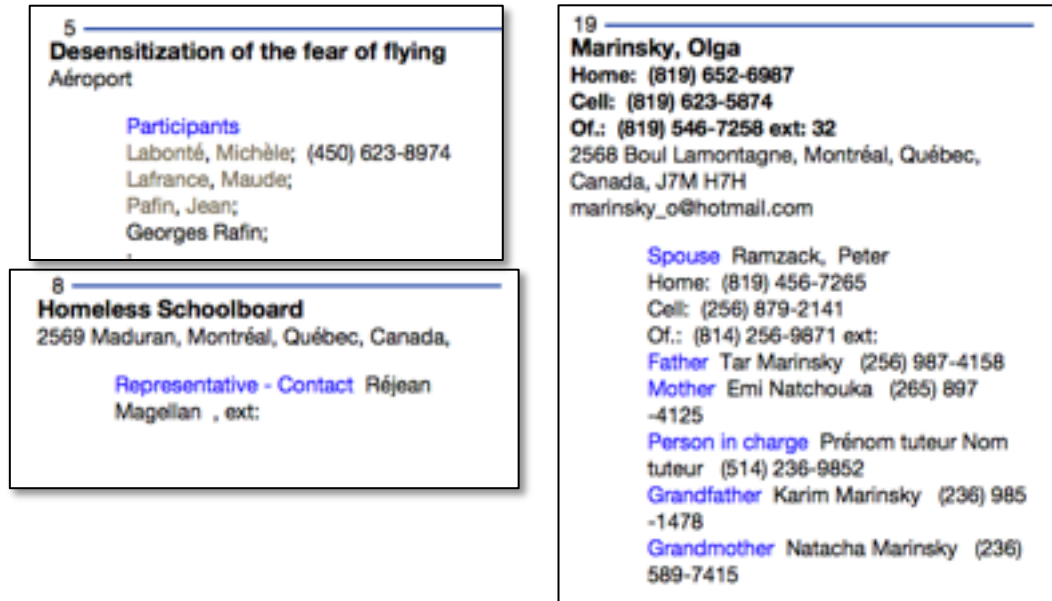 5
Desensitization of the fear of flying
Aéroport
Participants
Labonté, Michèle; (450) 623-8974
Lafrance, Maude;
Pafin, Jean;
Georges Rafin;
8
Homeless Schoolboard
2569 Maduran, Montréal, Québec, Canada,
Representative - Contact Réjean
Magellan , ext:
19
Marinsky, Olga
Home: (819) 652-6987
Cell: (819) 623-5874
Of.: (819) 546-7258 ext: 32
2568 Boul Lamontagne, Montréal, Québec,
Canada, J7M H7H
marinsky_o@hotmail.com
Spouse Ramzack, Peter
Home: (819) 456-7265
Cell: (256) 879-2141
Of.: (814) 256-9871 ext:
Father Tar Marinsky (256) 987-4158
Mother Emi Natchouka (265) 897
-4125
Person in charge Prénom tuteur Nom
tuteur (514) 236-9852
Grandfather Karim Marinsky (236) 985
-1478
Grandmother Natacha Marinsky (236)
589-7415